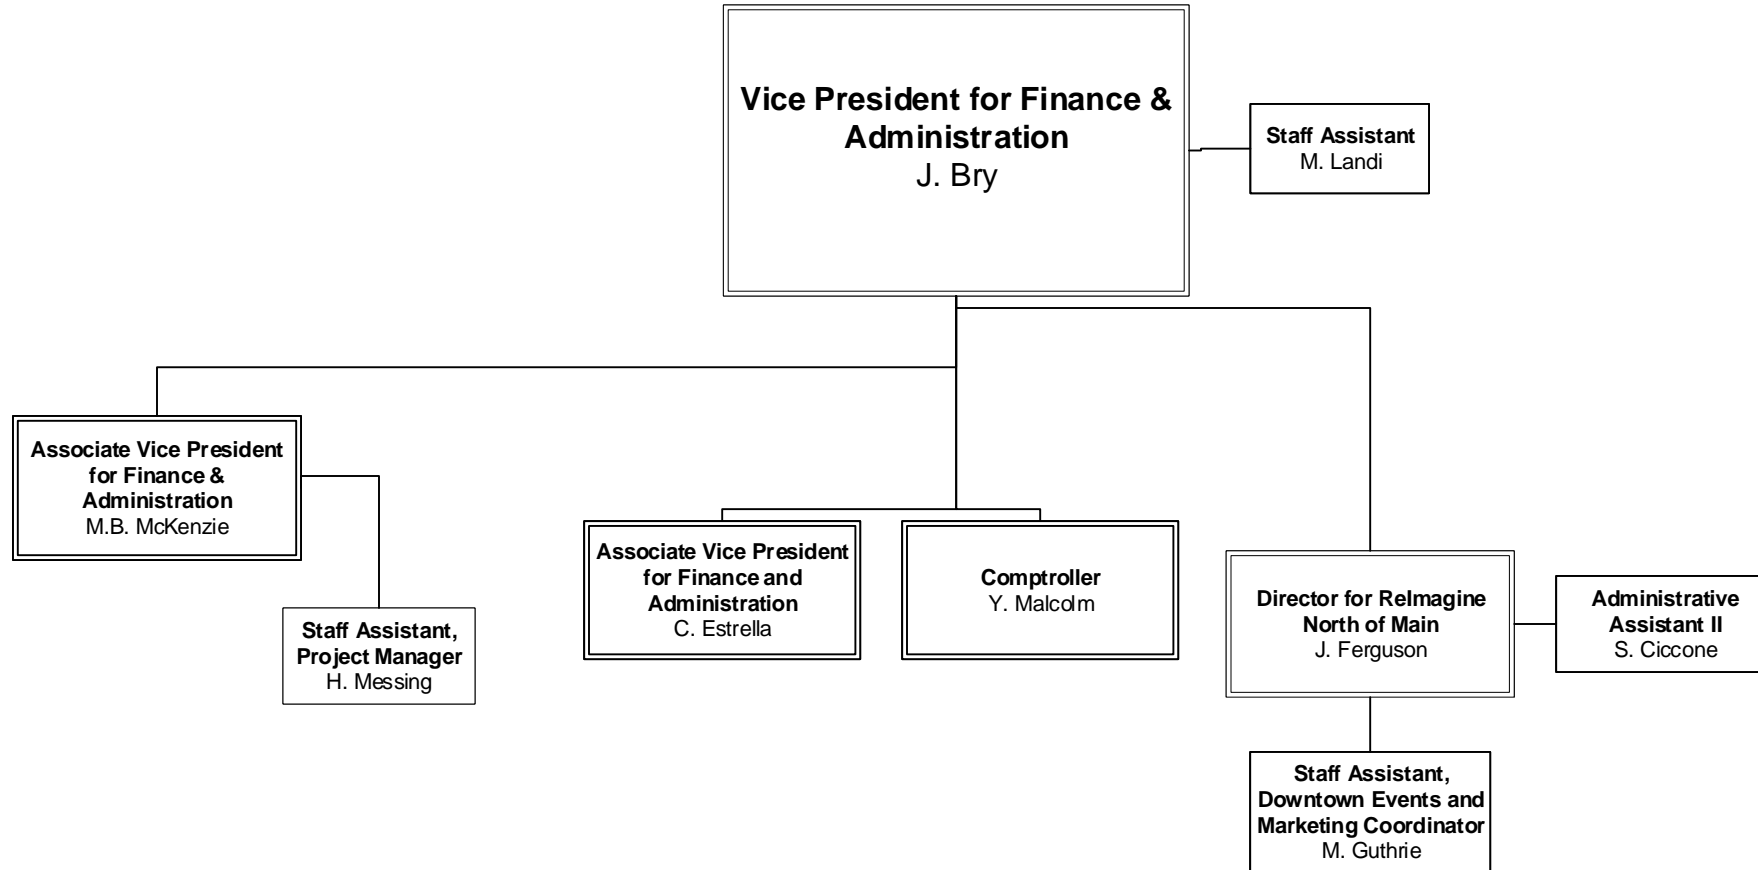 Vice President for Finance &
Administration
J. Bry
Staff Assistant
M. Landi
Associate Vice President
for Finance &
Administration
M.B. McKenzie
Staff Assistant,
Project Manager
H. Messing
Associate Vice President
for Finance and
Administration
C. Estrella
Comptroller
Y. Malcolm
Director for ReImagine
North of Main
J. Ferguson
Administrative
Assistant II
S. Ciccone
Staff Assistant,
Downtown Events and
Marketing Coordinator
M. Guthrie